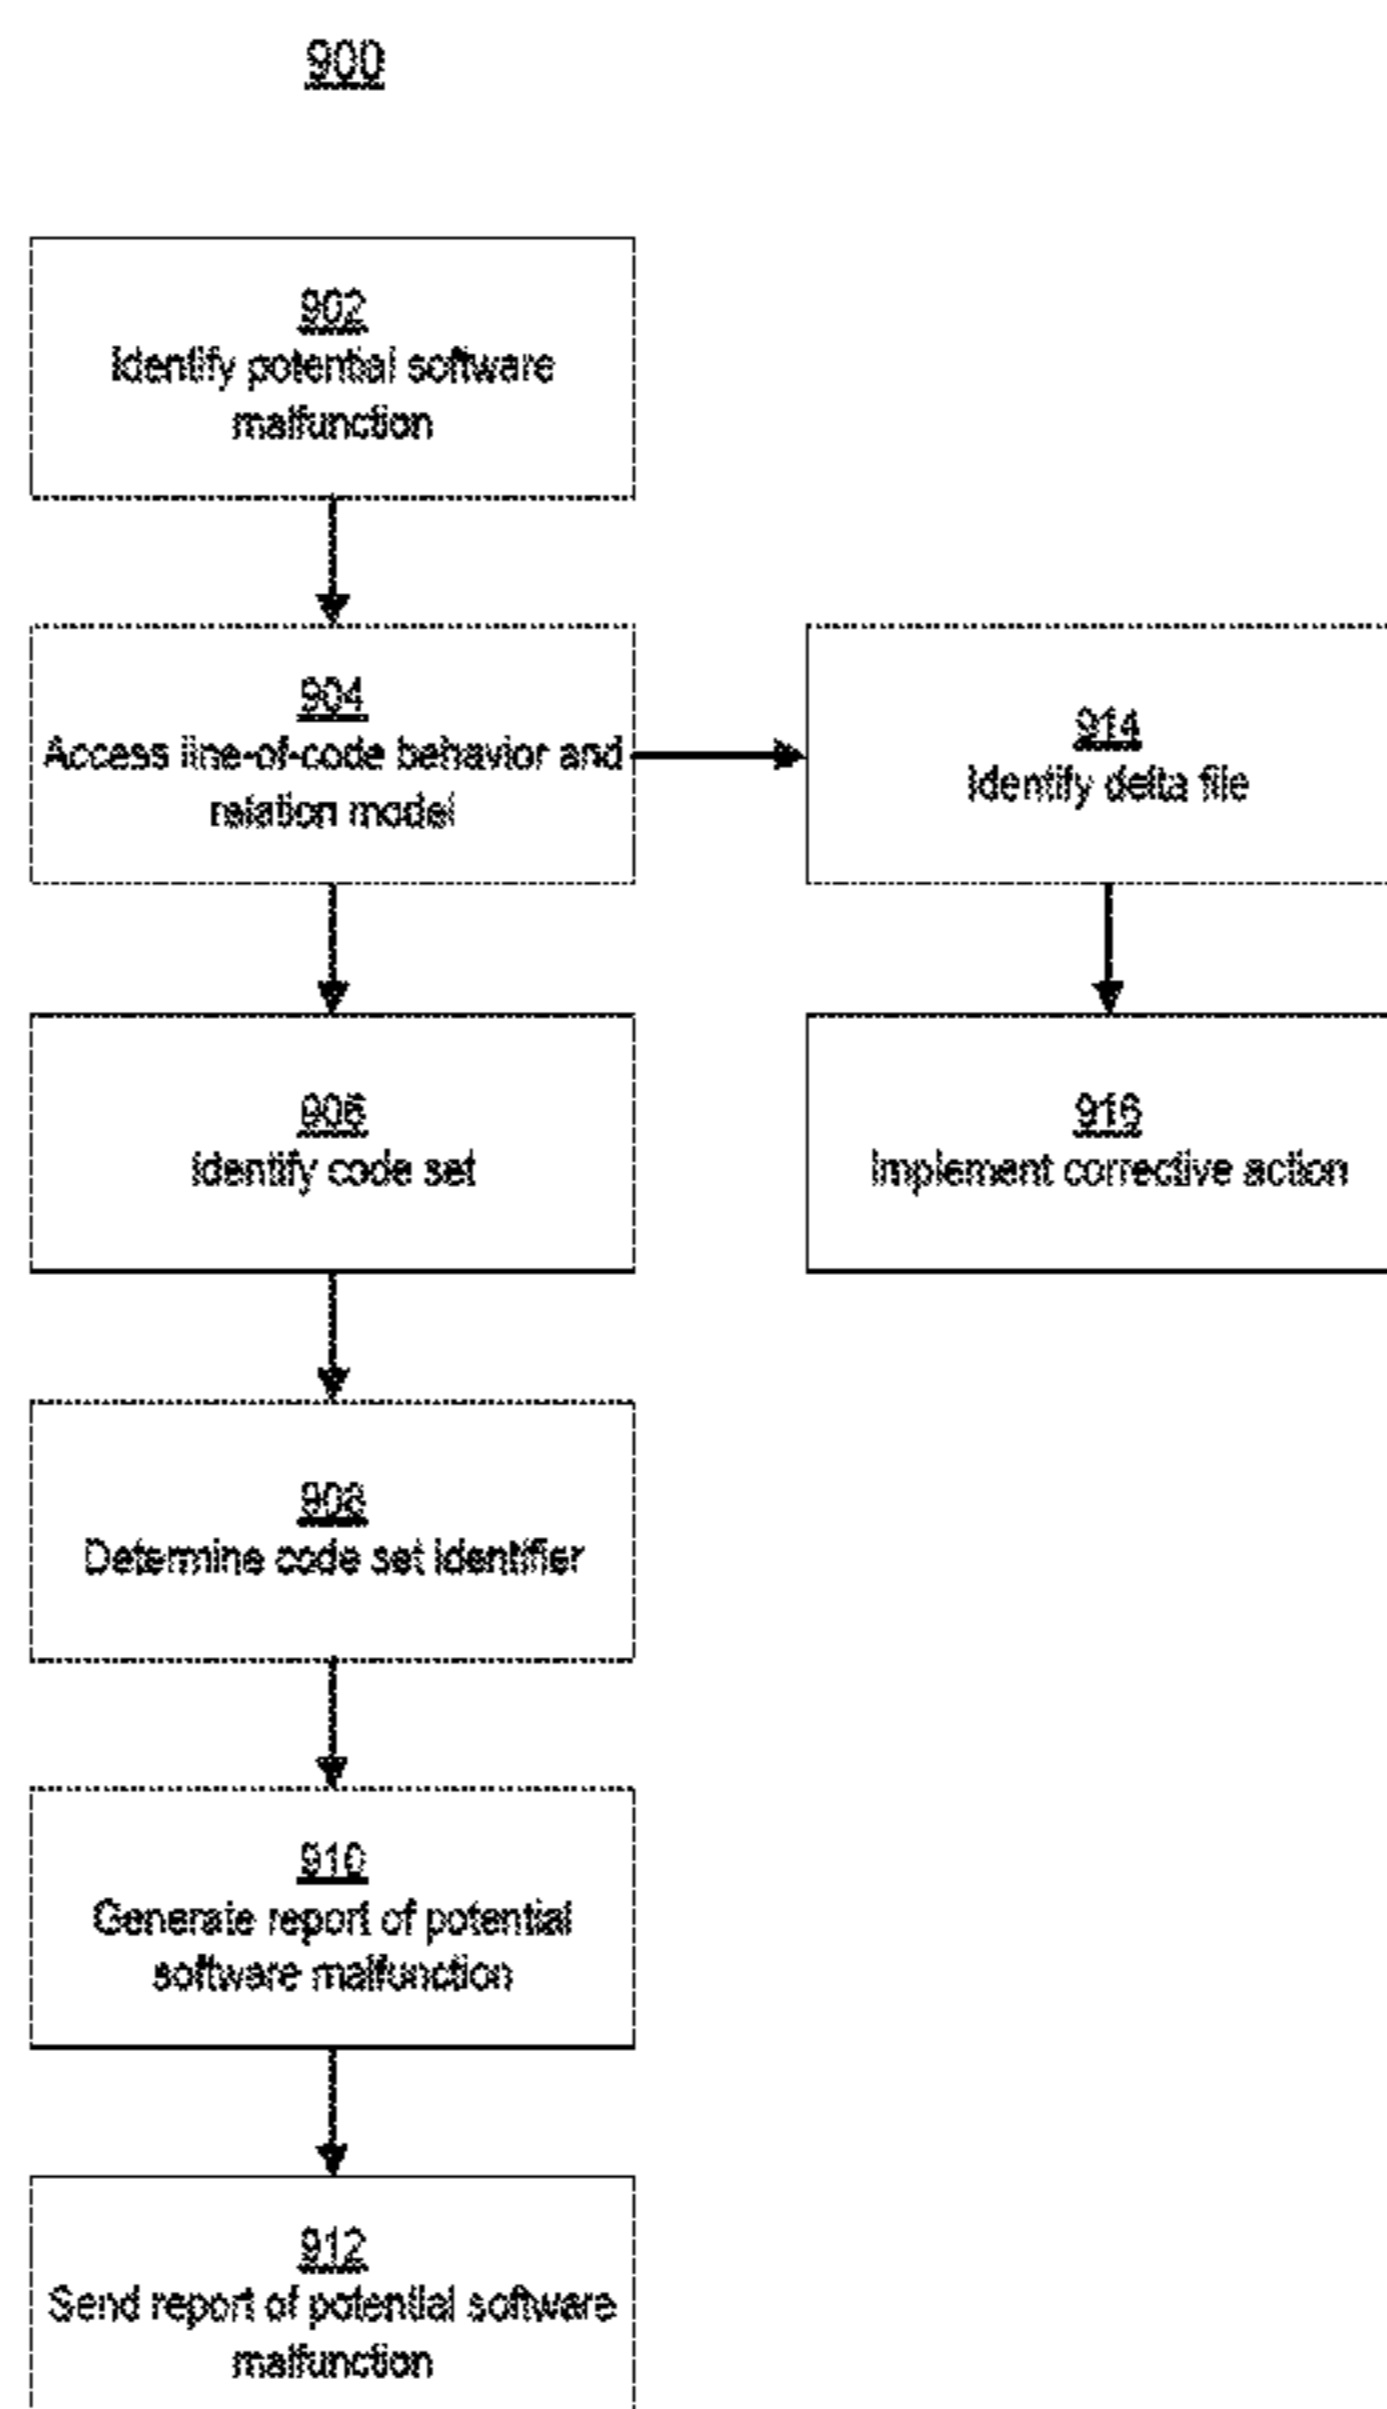 900
902
Identify potential software
malfunction
904
Access line-of-code behavior and
relation model
914
Identify delta file
906
Identify code set
916
Implement corrective action
908
Determine code set identifier
910
Generate report of potential
software malfunction
912
Send report of potential software
malfunction